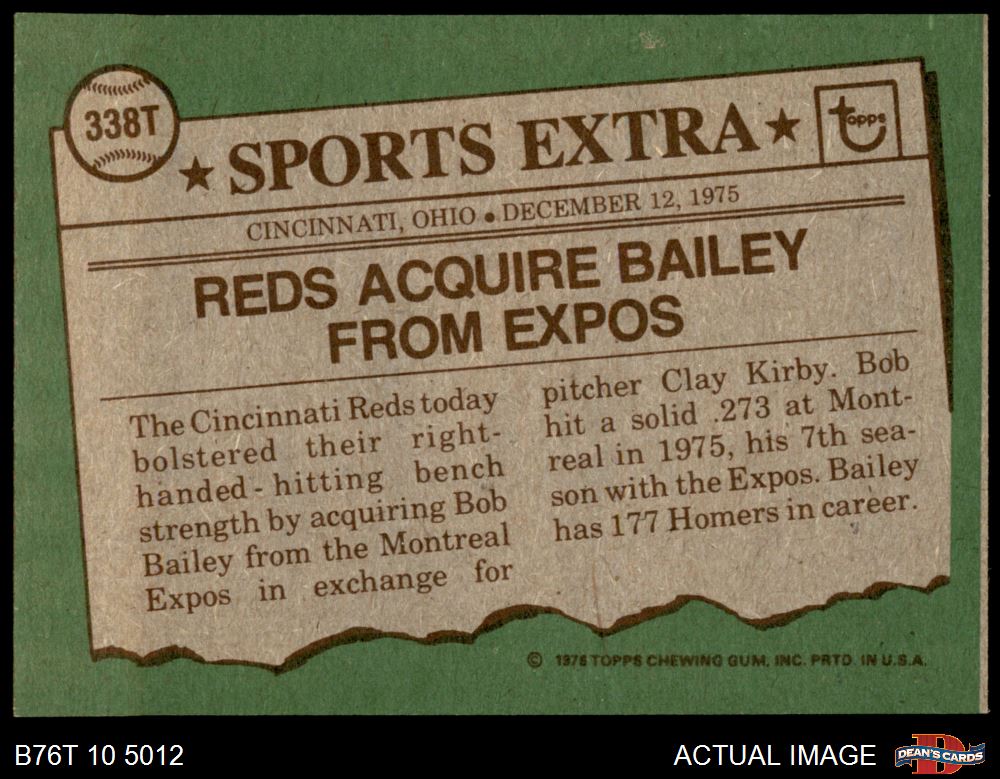 338T
★ SPORTS EXTRA ★
topps
CINCINNATI, OHIO • DECEMBER 12, 1975
REDS ACQUIRE BAILEY
FROM EXPOS
The Cincinnati Reds today
bolstered their right-
handed-hitting bench
strength by acquiring Bob
Bailey from the Montreal
Expos in exchange for
pitcher Clay Kirby. Bob
hit a solid .273 at Mont-
real in 1975, his 7th sea-
son with the Expos. Bailey
has 177 Homers in career.
© 1976 TOPPS CHEWING GUM, INC. PRTD. IN U.S.A.
B76T 10 5012
ACTUAL IMAGE
DEAN'S CARDS